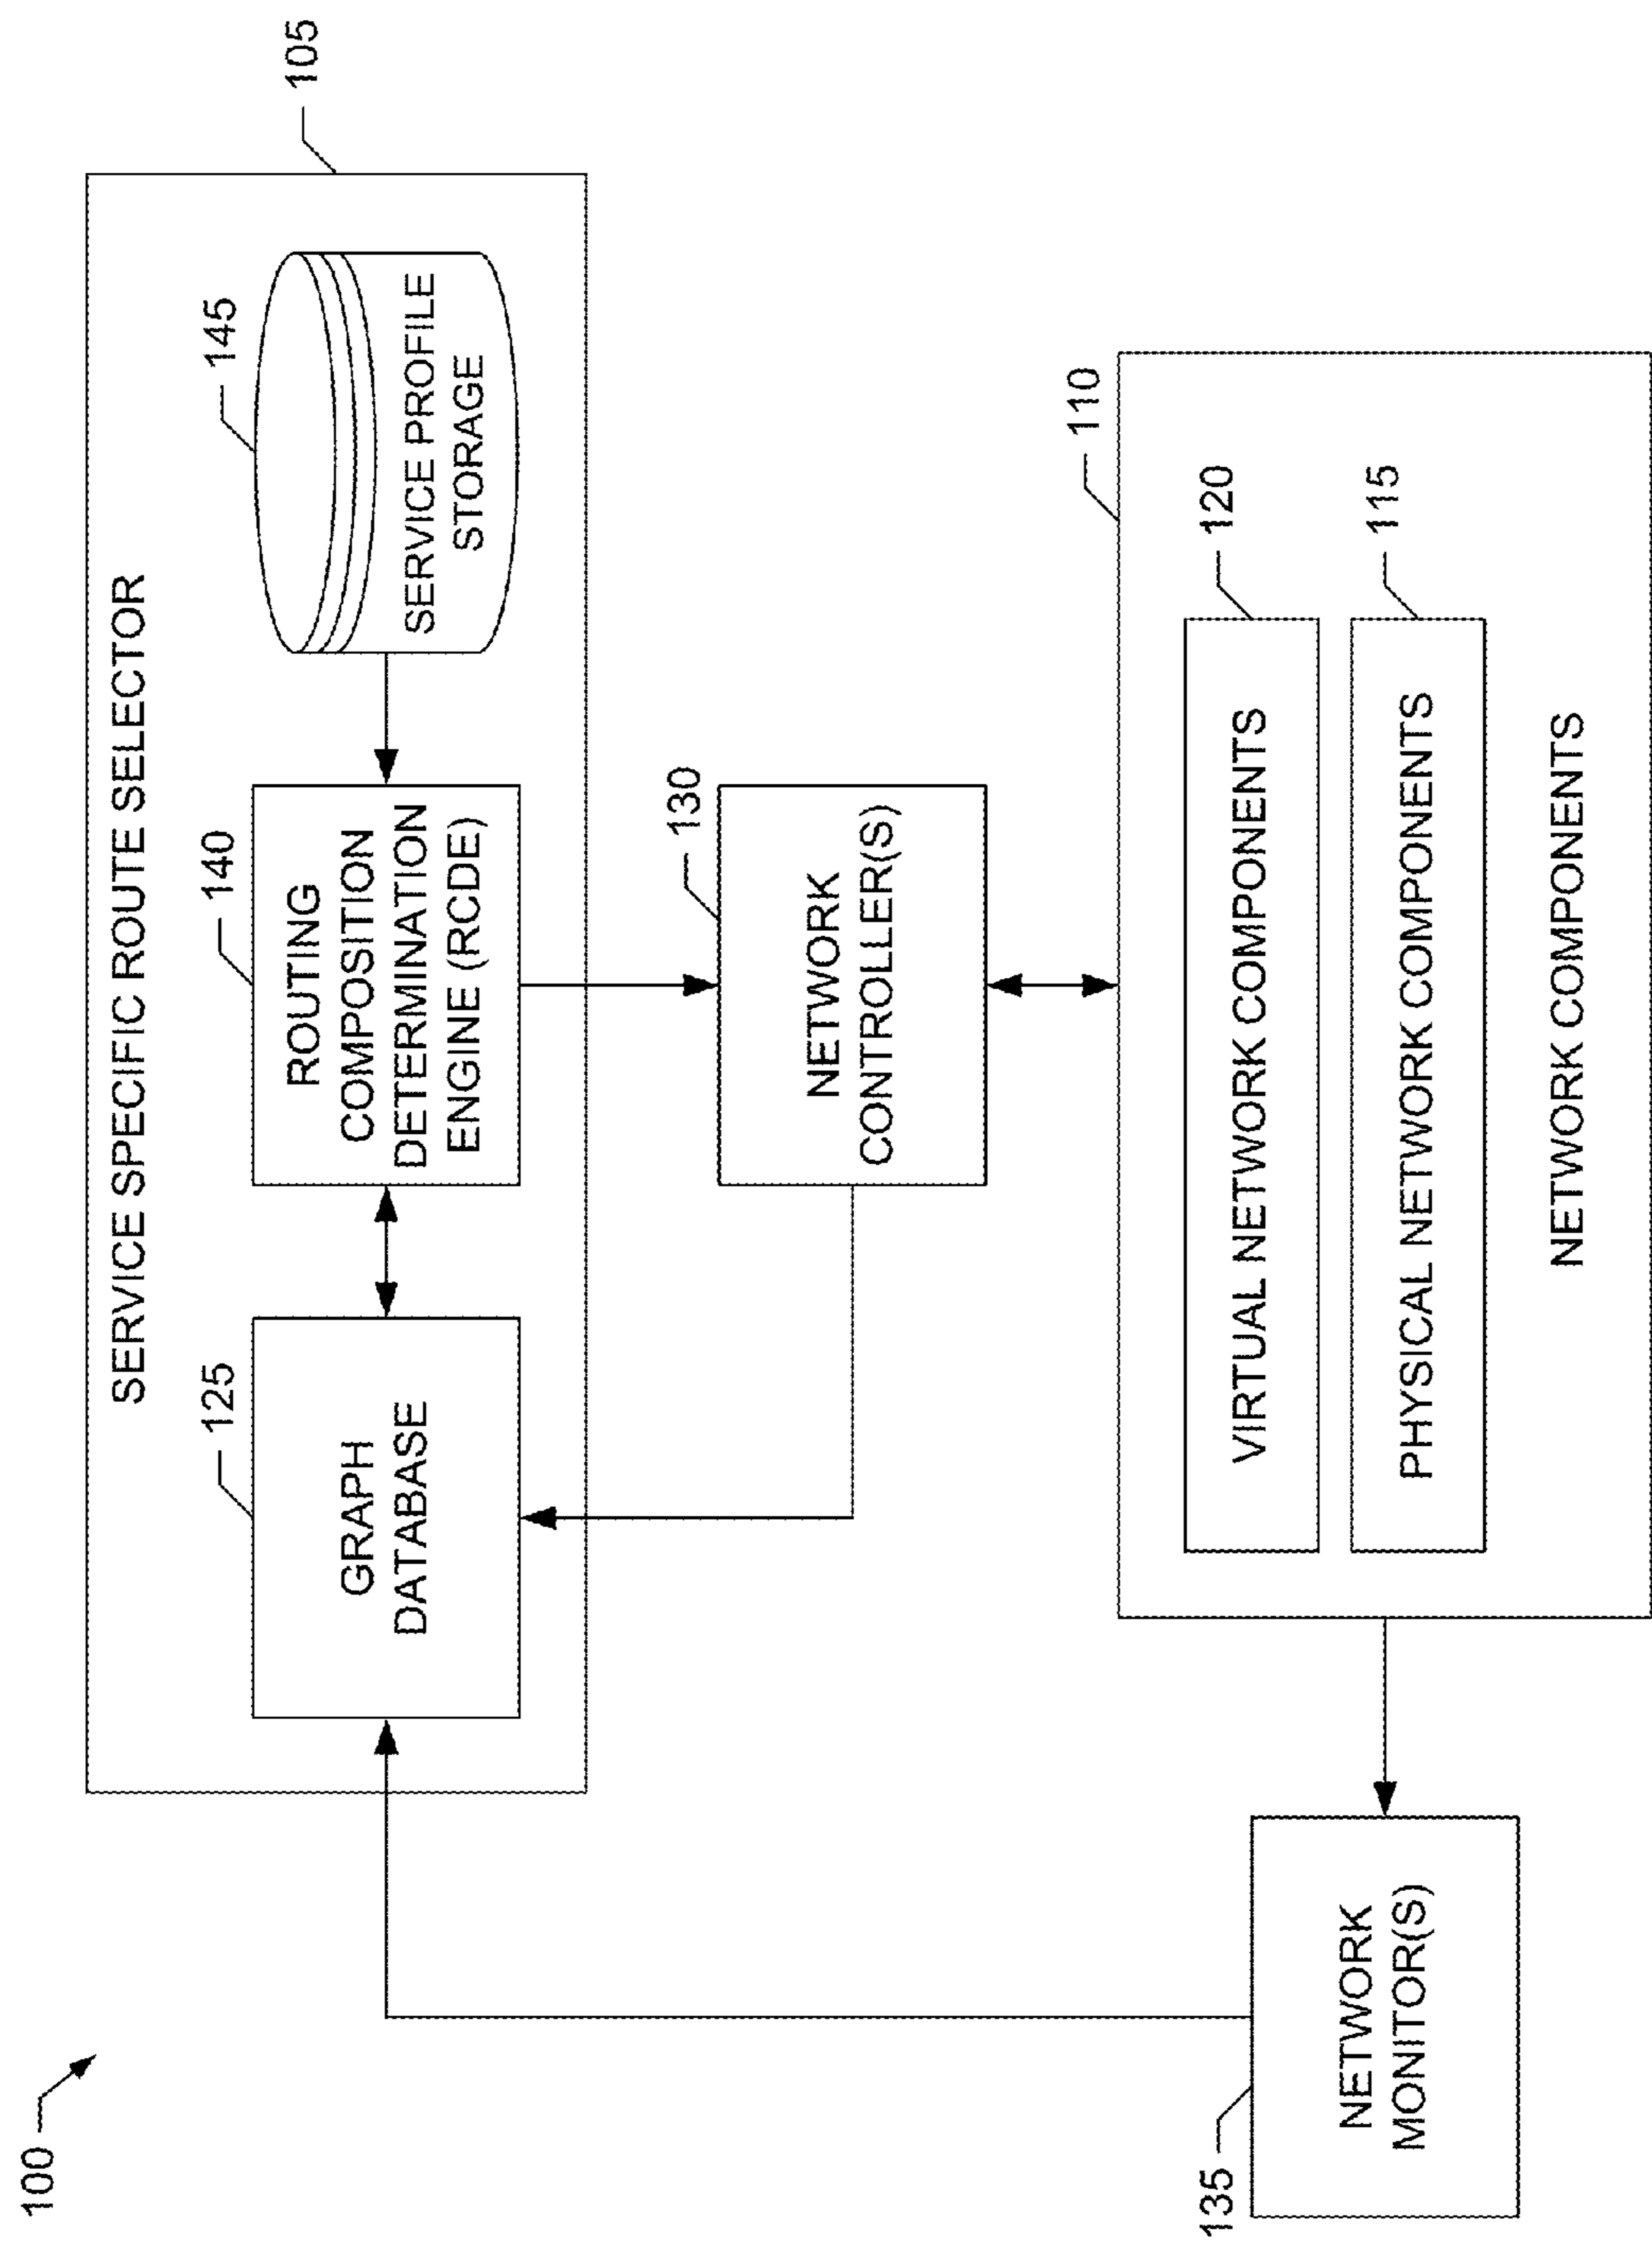 100
105
SERVICE SPECIFIC ROUTE SELECTOR
125
GRAPH
DATABASE
140
ROUTING
COMPOSITION
DETERMINATION
ENGINE (RCDE)
145
SERVICE PROFILE
STORAGE
130
NETWORK
CONTROLLER(S)
110
120
VIRTUAL NETWORK COMPONENTS
115
PHYSICAL NETWORK COMPONENTS
NETWORK COMPONENTS
135
NETWORK
MONITOR(S)